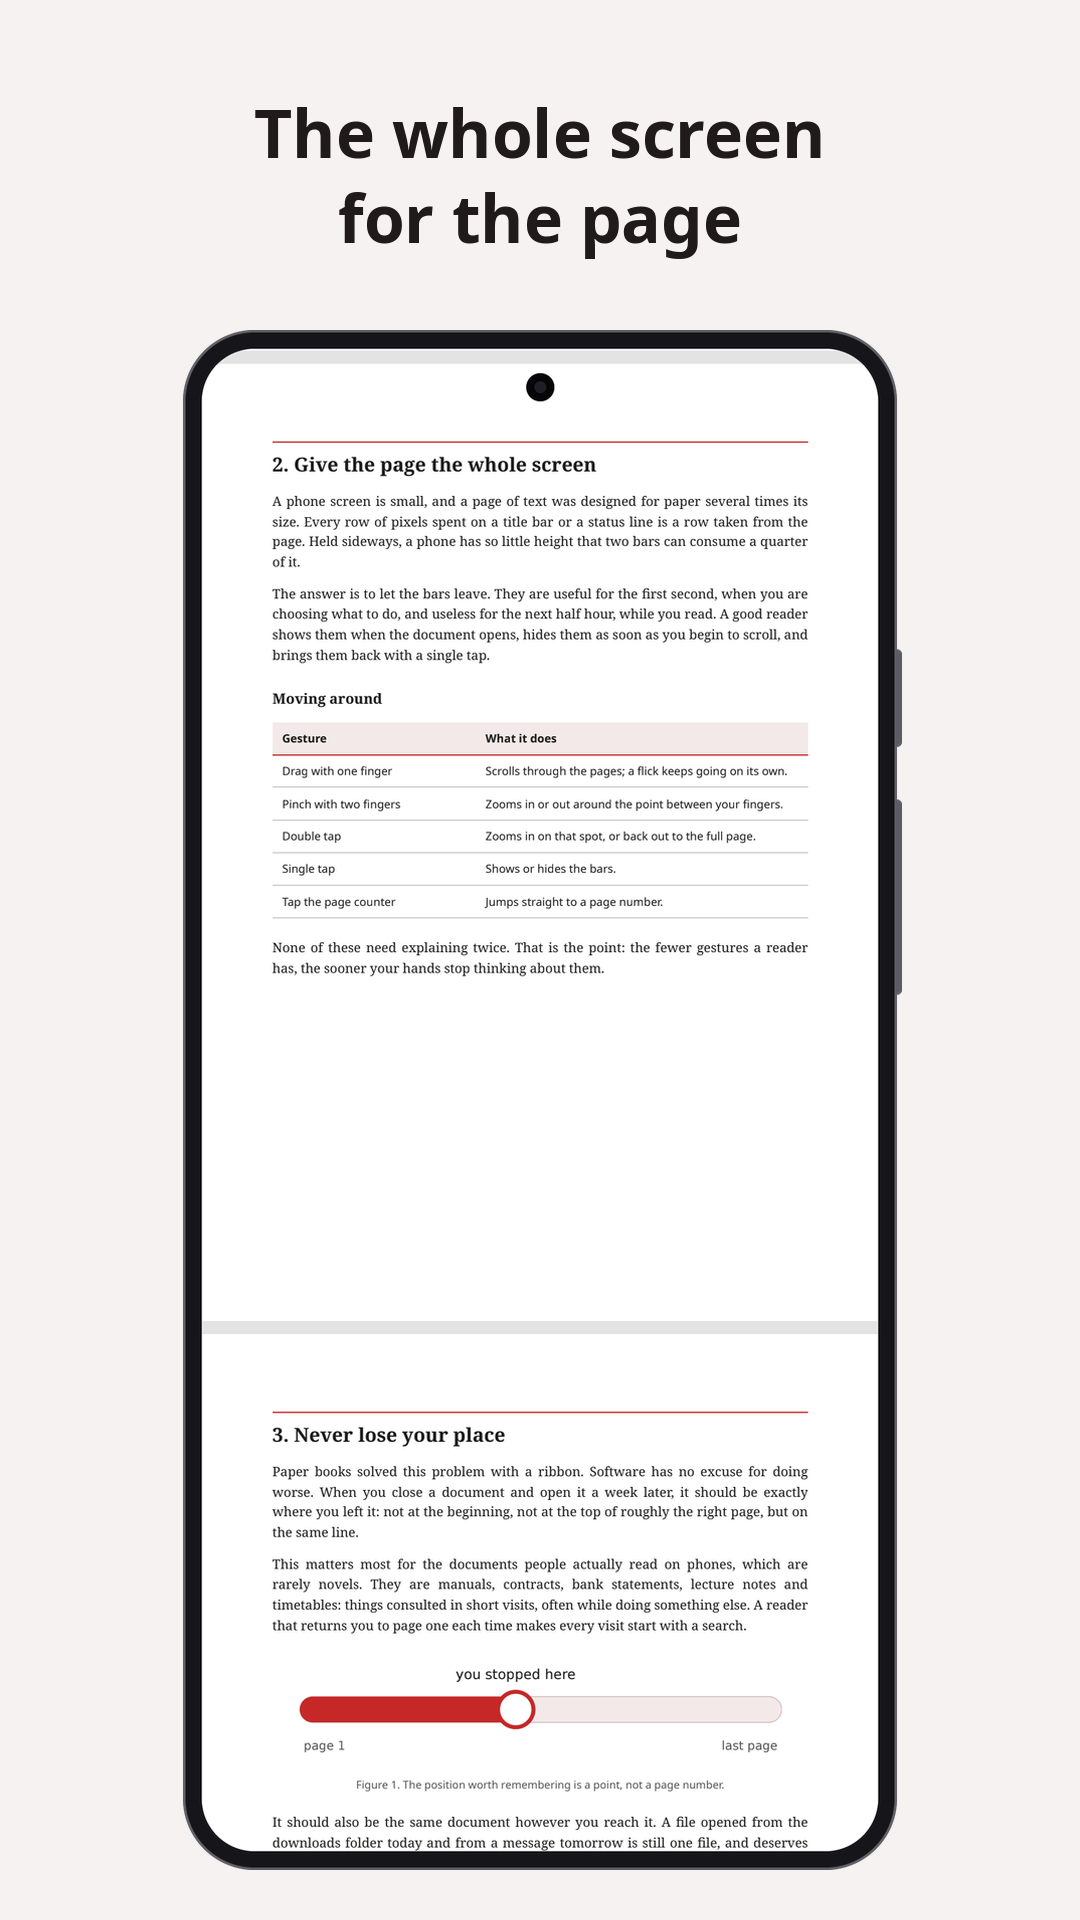 The whole screen
for the page
2. Give the page the whole screen
A phone screen is small, and a page of text was designed for paper several times its
size. Every row of pixels spent on a title bar or a status line is a row taken from the
page. Held sideways, a phone has so little height that two bars can consume a quarter
of it.
The answer is to let the bars leave. They are useful for the first second, when you are
choosing what to do, and useless for the next half hour, while you read. A good reader
shows them when the document opens, hides them as soon as you begin to scroll, and
brings them back with a single tap.
Moving around
Gesture What it does
Drag with one finger Scrolls through the pages; a flick keeps going on its own.
Pinch with two fingers Zooms in or out around the point between your fingers.
Double tap Zooms in on that spot, or back out to the full page.
Single tap Shows or hides the bars.
Tap the page counter Jumps straight to a page number.
None of these need explaining twice. That is the point: the fewer gestures a reader
has, the sooner your hands stop thinking about them.
3. Never lose your place
Paper books solved this problem with a ribbon. Software has no excuse for doing
worse. When you close a document and open it a week later, it should be exactly
where you left it: not at the beginning, not at the top of roughly the right page, but on
the same line.
This matters most for the documents people actually read on phones, which are
rarely novels. They are manuals, contracts, bank statements, lecture notes and
timetables: things consulted in short visits, often while doing something else. A reader
that returns you to page one each time makes every visit start with a search.
you stopped here
page 1 last page
Figure 1. The position worth remembering is a point, not a page number.
It should also be the same document however you reach it. A file opened from the
downloads folder today and from a message tomorrow is still one file, and deserves